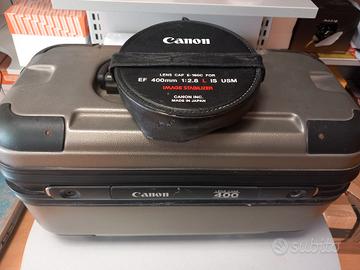 Canon
LENS CAP E-180C FOR
EF 400mm 1:2.8 L IS USM
IMAGE STABILIZER
CANON INC.
MADE IN JAPAN
Canon
400
subito